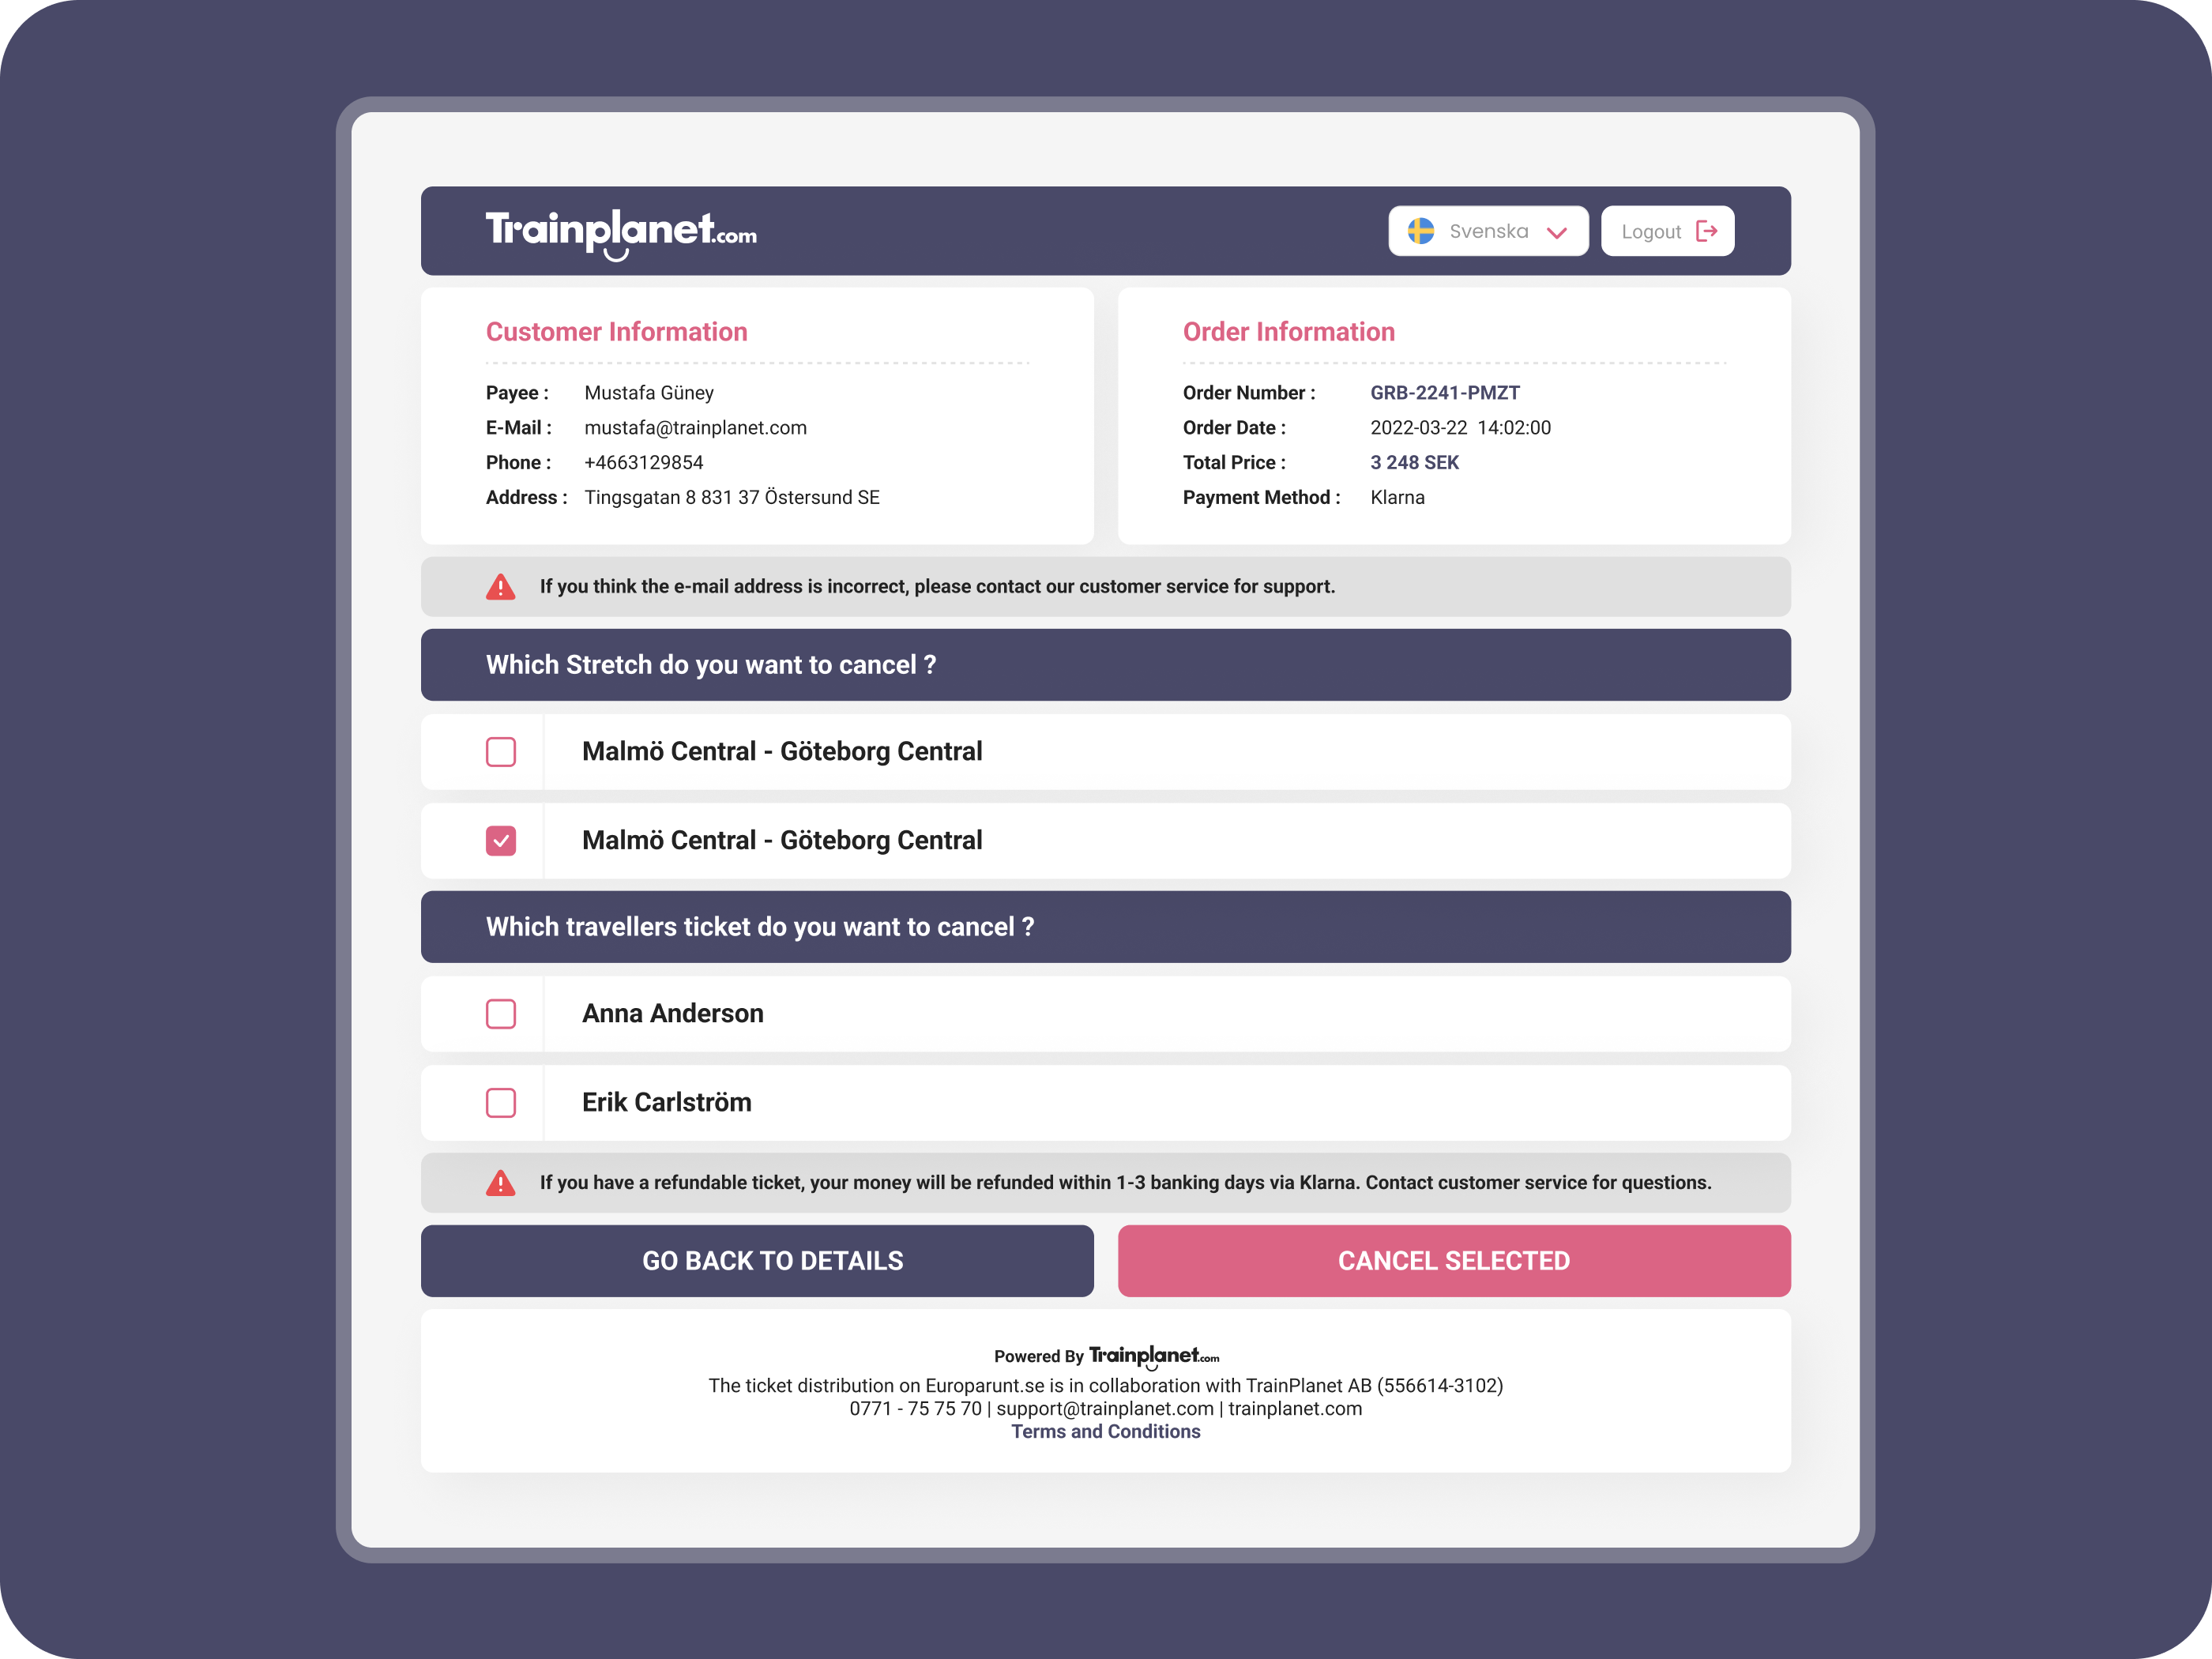 Trainplanet.com
Svenska
Logout
Customer Information
Payee : Mustafa Güney
E-Mail : mustafa@trainplanet.com
Phone : +4663129854
Address : Tingsgatan 8 831 37 Östersund SE
Order Information
Order Number : GRB-2241-PMZT
Order Date : 2022-03-22 14:02:00
Total Price : 3 248 SEK
Payment Method : Klarna
If you think the e-mail address is incorrect, please contact our customer service for support.
Which Stretch do you want to cancel ?
Malmö Central - Göteborg Central
Malmö Central - Göteborg Central
Which travellers ticket do you want to cancel ?
Anna Anderson
Erik Carlström
If you have a refundable ticket, your money will be refunded within 1-3 banking days via Klarna. Contact customer service for questions.
GO BACK TO DETAILS
CANCEL SELECTED
Powered By Trainplanet.com
The ticket distribution on Europarunt.se is in collaboration with TrainPlanet AB (556614-3102)
0771 - 75 75 70 | support@trainplanet.com | trainplanet.com
Terms and Conditions